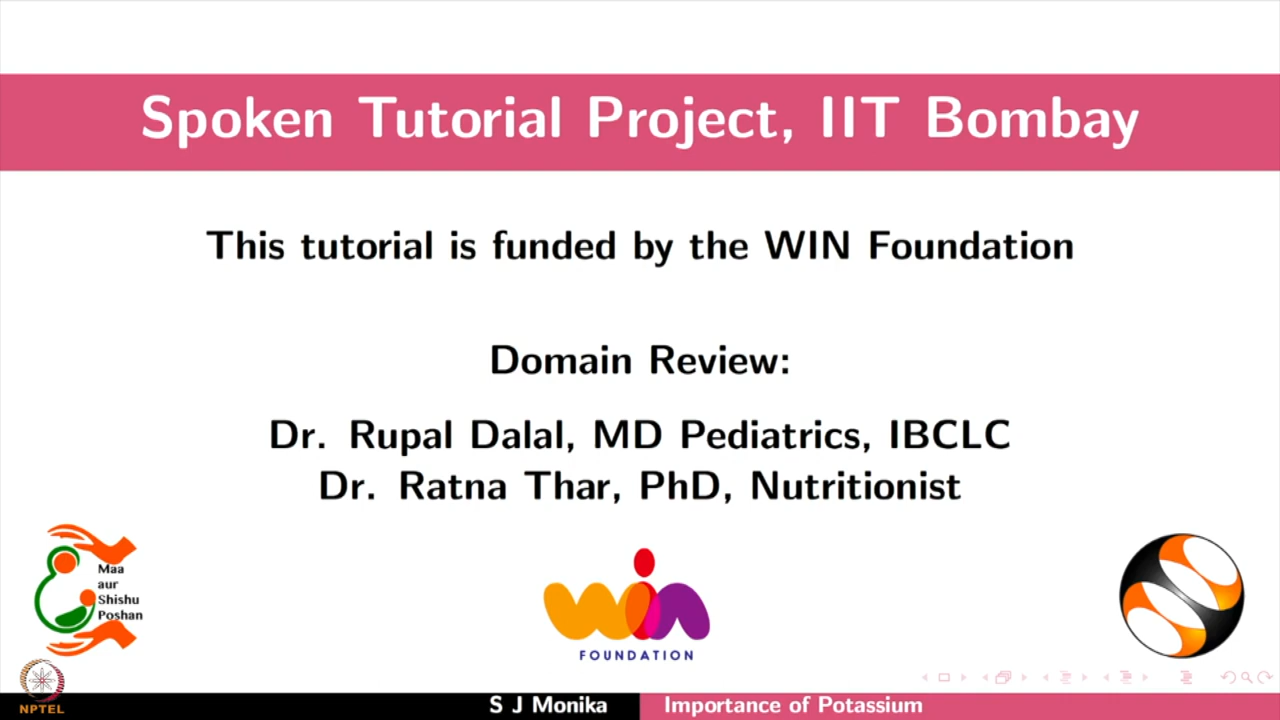 Spoken Tutorial Project, IIT Bombay
This tutorial is funded by the WIN Foundation
Domain Review:
Dr. Rupal Dalal, MD Pediatrics, IBCLC
Dr. Ratna Thar, PhD, Nutritionist
Maa
aur
Shishu
Poshan
win
FOUNDATION
NPTEL
S J Monika
Importance of Potassium